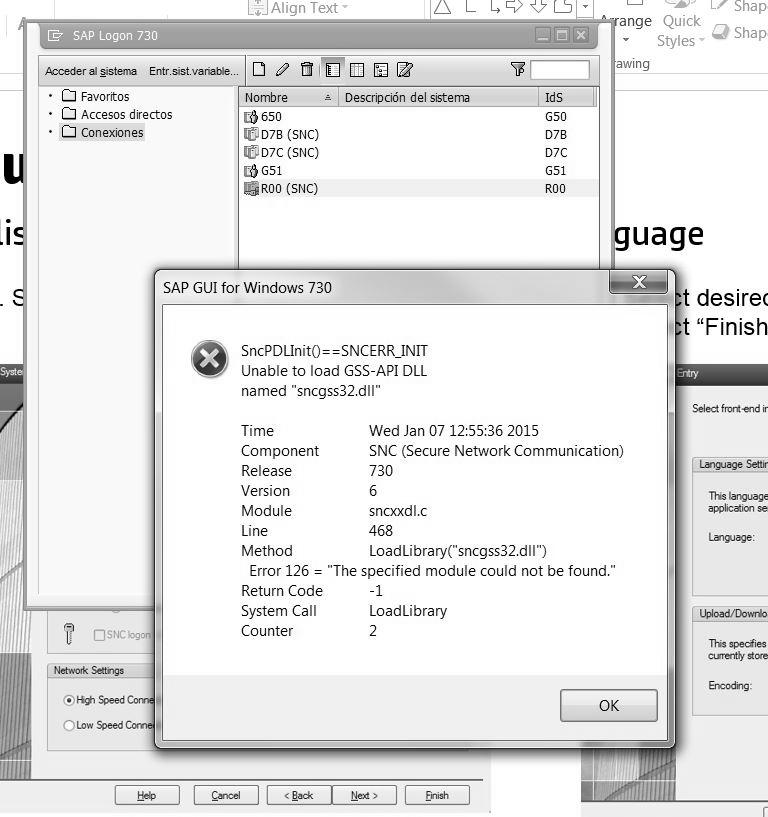 Align Text
Arrange
Quick
Styles
Shap
Shap
rawing
SAP Logon 730
Acceder al sistema Entr.sist.variable...
Favoritos
Accesos directos
Conexiones
Nombre Descripción del sistema IdS
650 G50
D7B (SNC) D7B
D7C (SNC) D7C
G51 G51
R00 (SNC) R00
guage
. S
ct desired
ct “Finish
SAP GUI for Windows 730
SncPDLInit()==SNCERR_INIT
Unable to load GSS-API DLL
named "sncgss32.dll"
Time Wed Jan 07 12:55:36 2015
Component SNC (Secure Network Communication)
Release 730
Version 6
Module sncxxdl.c
Line 468
Method LoadLibrary("sncgss32.dll")
Error 126 = "The specified module could not be found."
Return Code -1
System Call LoadLibrary
Counter 2
OK
Syste
SNC logon
Network Settings
High Speed Conne
Low Speed Conne
Help Cancel < Back Next > Finish
Entry
Select front-end in
Language Settin
This language
application se
Language:
Upload/Downlo
This specifies
currently store
Encoding: